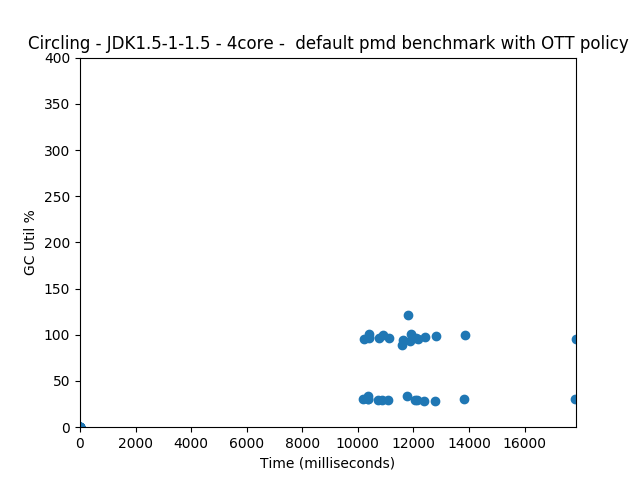 Circling - JDK1.5-1-1.5 - 4core -  default pmd benchmark with OTT policy
400
350
300
250
200
150
100
50
0
GC Util %
0 2000 4000 6000 8000 10000 12000 14000 16000
Time (milliseconds)